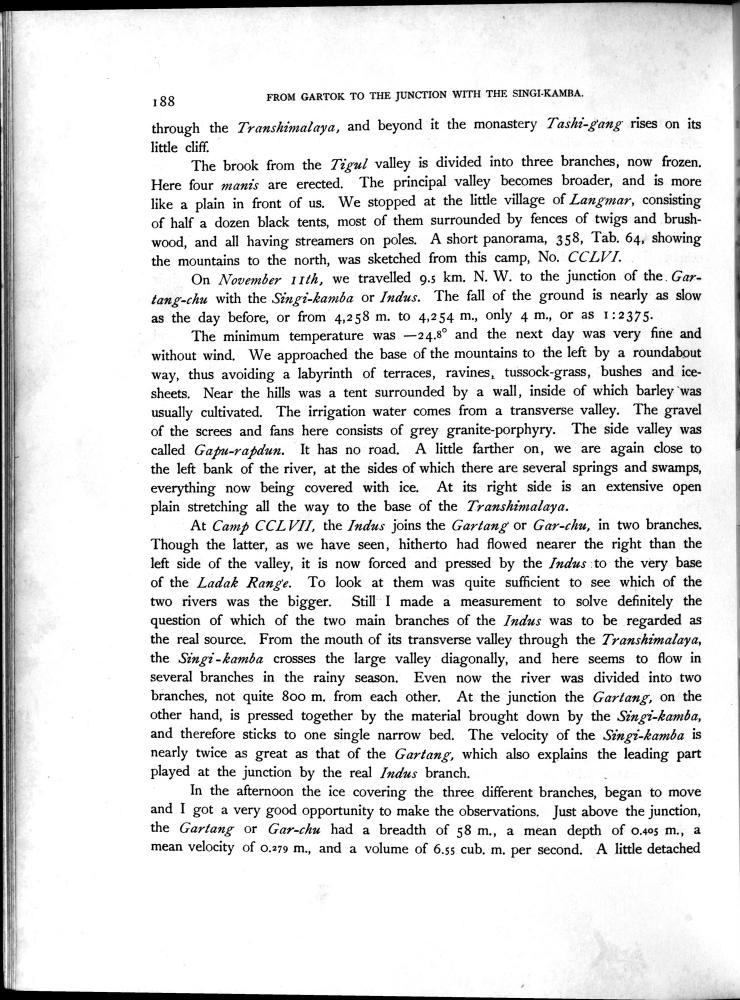 188
FROM GARTOK TO THE JUNCTION WITH THE SINGI-KAMBA.
through the Transhimalaya, and beyond it the monastery Tashi-gang rises on its
little cliff.
The brook from the Tigul valley is divided into three branches, now frozen.
Here four manis are erected. The principal valley becomes broader, and is more
like a plain in front of us. We stopped at the little village of Langmar, consisting
of half a dozen black tents, most of them surrounded by fences of twigs and brush-
wood, and all having streamers on poles. A short panorama, 358, Tab. 64, showing
the mountains to the north, was sketched from this camp, No. CCLVI.
On November 11th, we travelled 9.5 km. N. W. to the junction of the Gar-
tang-chu with the Singi-kamba or Indus. The fall of the ground is nearly as slow
as the day before, or from 4,258 m. to 4,254 m., only 4 m., or as 1:2375.
The minimum temperature was —24.8° and the next day was very fine and
without wind. We approached the base of the mountains to the left by a roundabout
way, thus avoiding a labyrinth of terraces, ravines, tussock-grass, bushes and ice-
sheets. Near the hills was a tent surrounded by a wall, inside of which barley was
usually cultivated. The irrigation water comes from a transverse valley. The gravel
of the screes and fans here consists of grey granite-porphyry. The side valley was
called Gapu-rapdun. It has no road. A little farther on, we are again close to
the left bank of the river, at the sides of which there are several springs and swamps,
everything now being covered with ice. At its right side is an extensive open
plain stretching all the way to the base of the Transhimalaya.
At Camp CCLVII, the Indus joins the Gartang or Gar-chu, in two branches.
Though the latter, as we have seen, hitherto had flowed nearer the right than the
left side of the valley, it is now forced and pressed by the Indus to the very base
of the Ladak Range. To look at them was quite sufficient to see which of the
two rivers was the bigger. Still I made a measurement to solve definitely the
question of which of the two main branches of the Indus was to be regarded as
the real source. From the mouth of its transverse valley through the Transhimalaya,
the Singi-kamba crosses the large valley diagonally, and here seems to flow in
several branches in the rainy season. Even now the river was divided into two
branches, not quite 800 m. from each other. At the junction the Gartang, on the
other hand, is pressed together by the material brought down by the Singi-kamba,
and therefore sticks to one single narrow bed. The velocity of the Singi-kamba is
nearly twice as great as that of the Gartang, which also explains the leading part
played at the junction by the real Indus branch.
In the afternoon the ice covering the three different branches, began to move
and I got a very good opportunity to make the observations. Just above the junction,
the Gartang or Gar-chu had a breadth of 58 m., a mean depth of 0.405 m., a
mean velocity of 0.279 m., and a volume of 6.55 cub. m. per second. A little detached